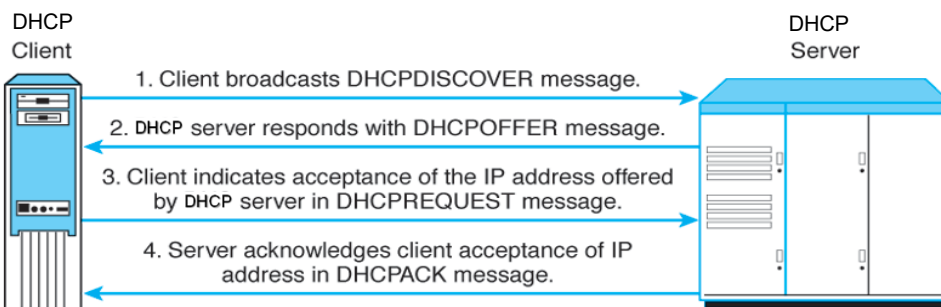 DHCP
Client
DHCP
Server
1. Client broadcasts DHCPDISCOVER message.
2. DHCP server responds with DHCPOFFER message.
3. Client indicates acceptance of the IP address offered
by DHCP server in DHCPREQUEST message.
4. Server acknowledges client acceptance of IP
address in DHCPACK message.